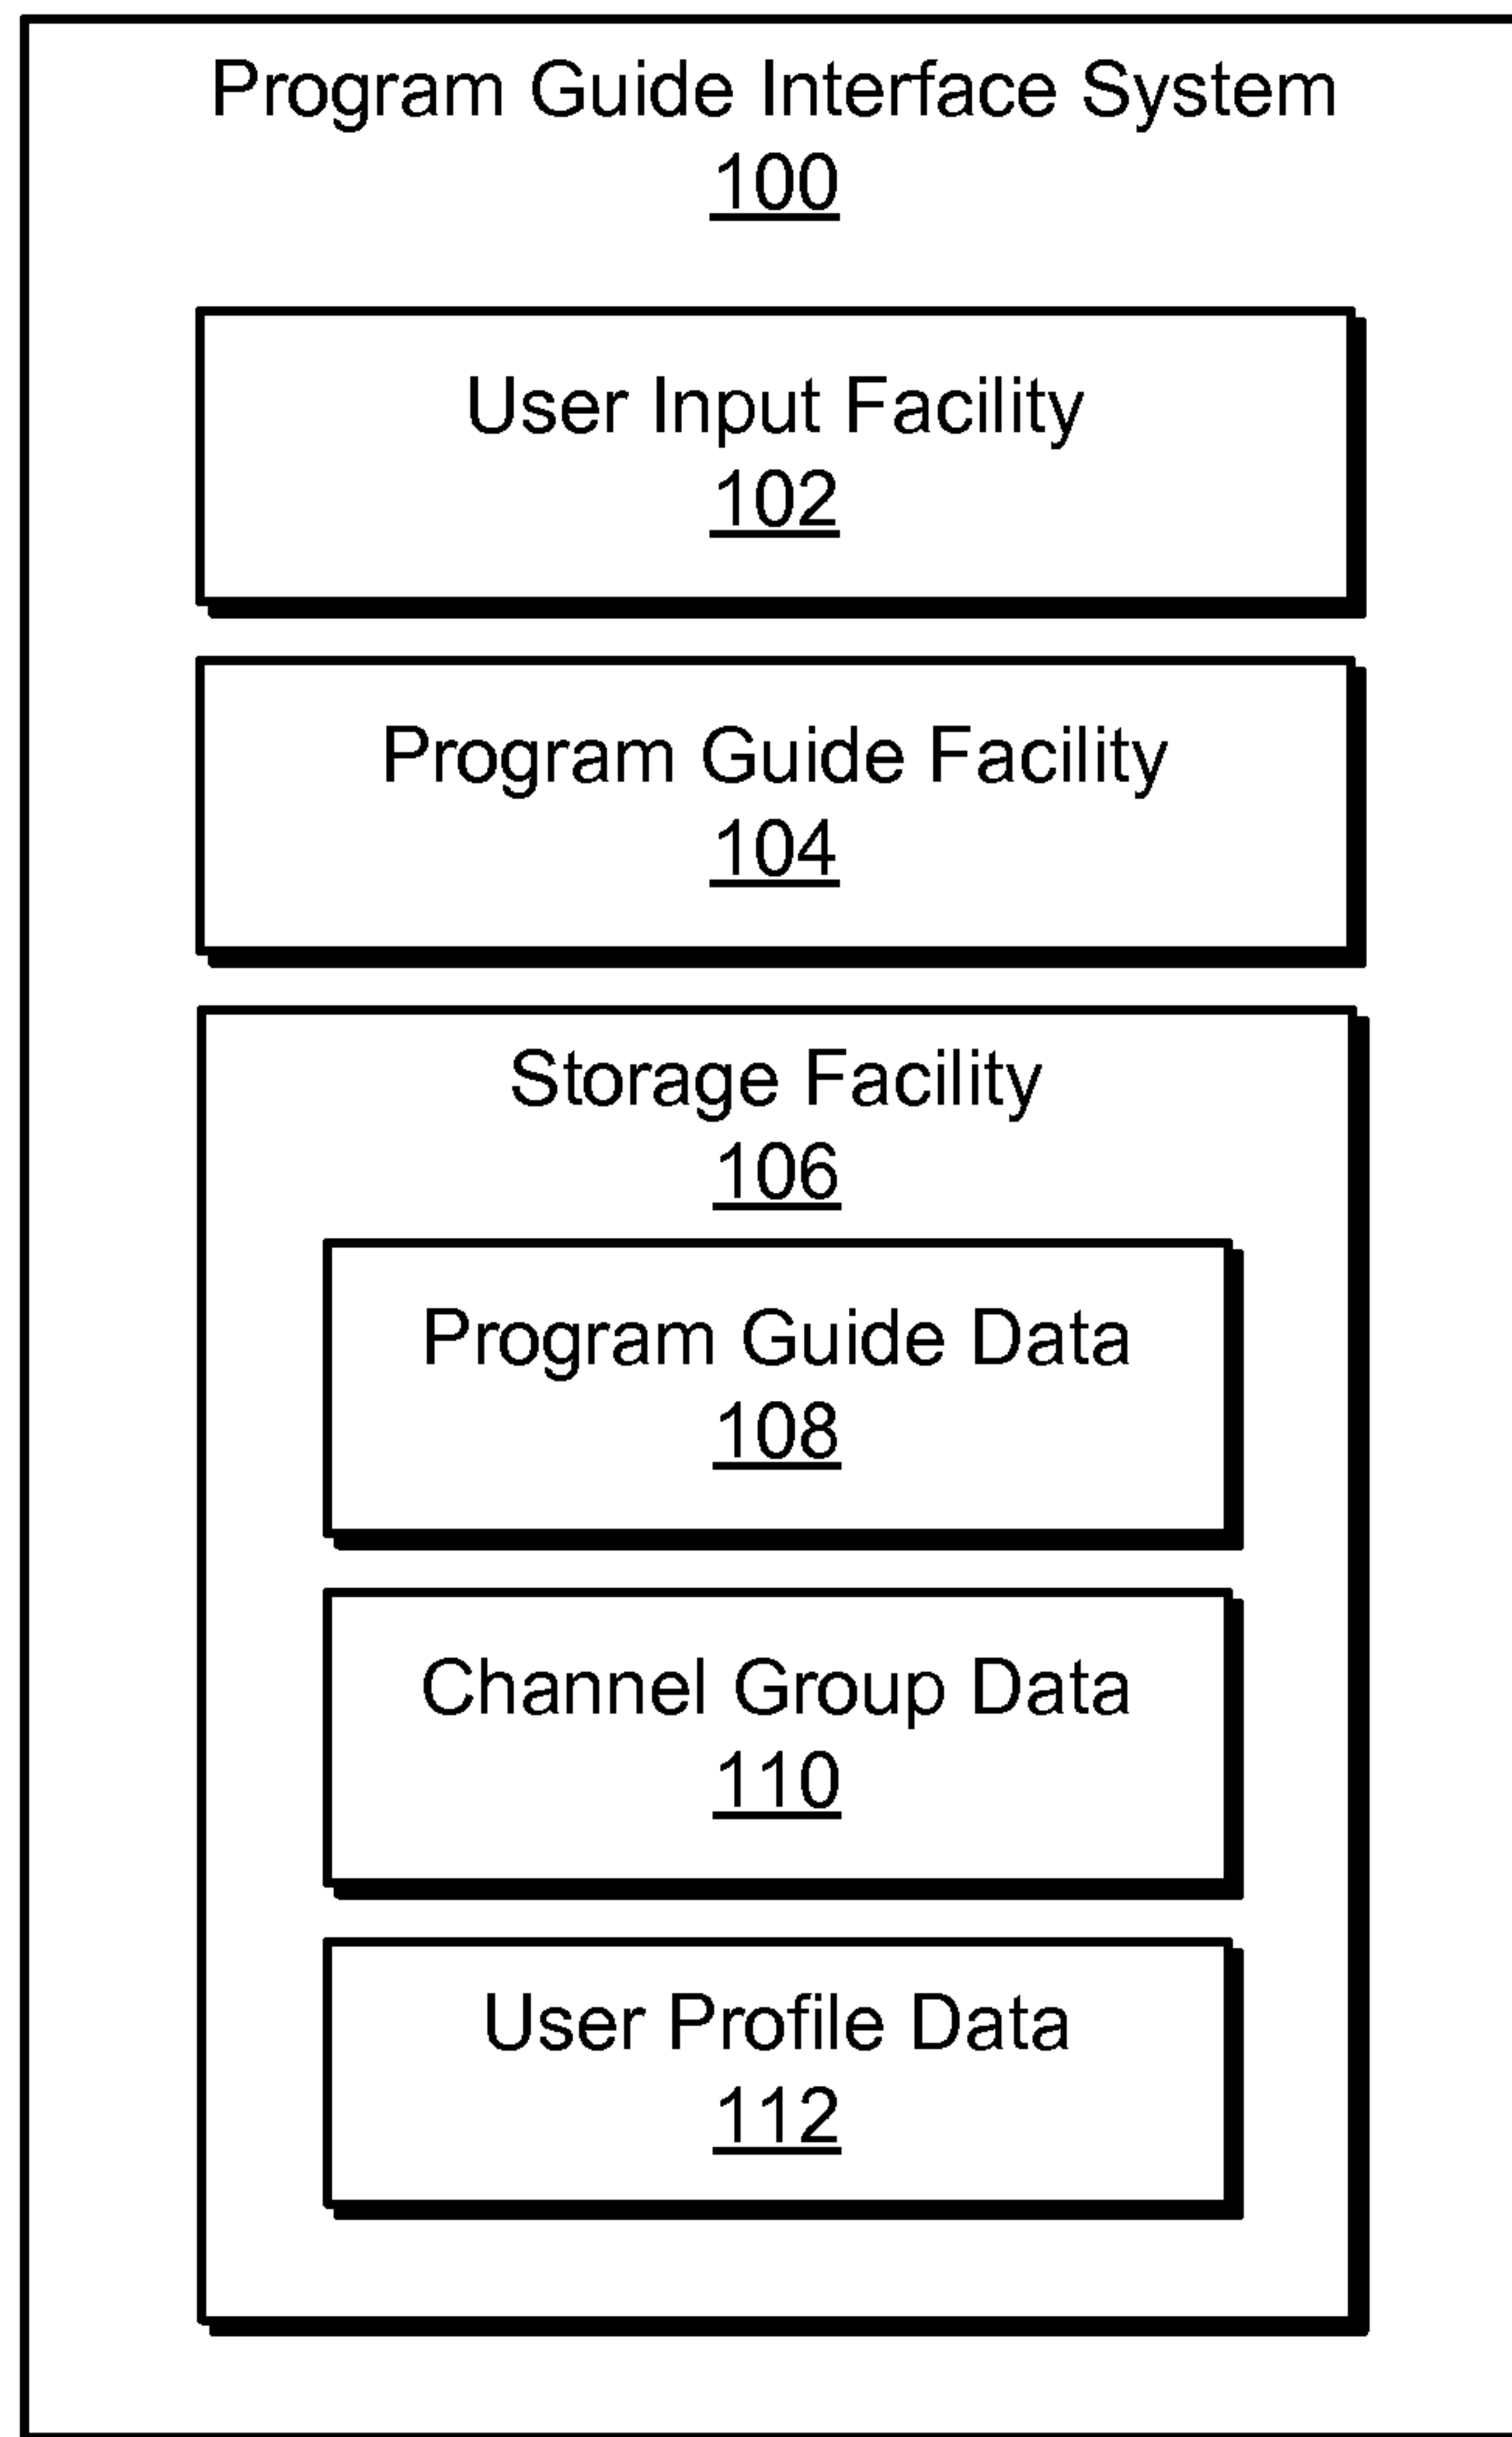 Program Guide Interface System
100
User Input Facility
102
Program Guide Facility
104
Storage Facility
106
Program Guide Data
108
Channel Group Data
110
User Profile Data
112